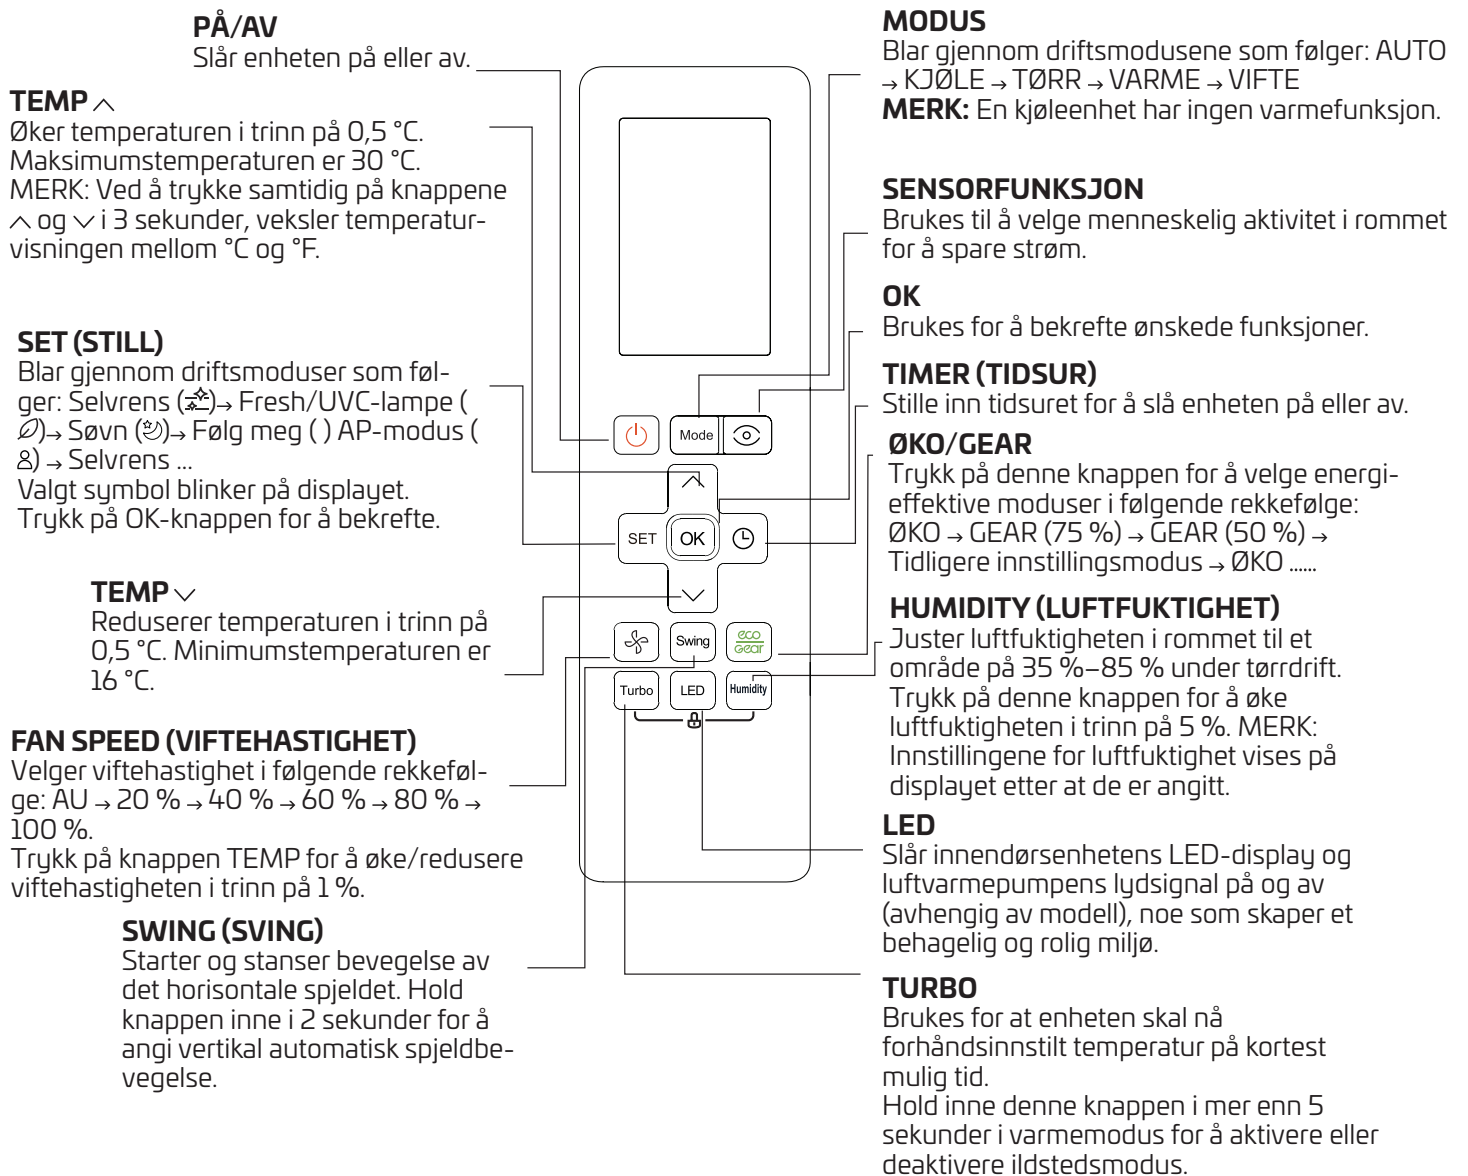 PÅ/AV
Slår enheten på eller av.
TEMP ︿
Øker temperaturen i trinn på 0,5 °C.
Maksimumstemperaturen er 30 °C.
MERK: Ved å trykke samtidig på knappene
︿ og ﹀ i 3 sekunder, veksler temperatur-
visningen mellom °C og °F.
SET (STILL)
Blar gjennom driftsmoduser som føl-
ger: Selvrens ( )→ Fresh/UVC-lampe (
)→ Søvn ( )→ Følg meg ( ) AP-modus (
) → Selvrens ...
Valgt symbol blinker på displayet.
Trykk på OK-knappen for å bekrefte.
TEMP ﹀
Reduserer temperaturen i trinn på
0,5 °C. Minimumstemperaturen er
16 °C.
FAN SPEED (VIFTEHASTIGHET)
Velger viftehastighet i følgende rekkeføl-
ge: AU → 20 % → 40 % → 60 % → 80 % →
100 %.
Trykk på knappen TEMP for å øke/redusere
viftehastigheten i trinn på 1 %.
SWING (SVING)
Starter og stanser bevegelse av
det horisontale spjeldet. Hold
knappen inne i 2 sekunder for å
angi vertikal automatisk spjeldbe-
vegelse.
Mode
SET
OK
Swing
eco
Gear
Turbo
LED
Humidity
MODUS
Blar gjennom driftsmodusene som følger: AUTO
→ KJØLE → TØRR → VARME → VIFTE
MERK: En kjøleenhet har ingen varmefunksjon.
SENSORFUNKSJON
Brukes til å velge menneskelig aktivitet i rommet
for å spare strøm.
OK
Brukes for å bekrefte ønskede funksjoner.
TIMER (TIDSUR)
Stille inn tidsuret for å slå enheten på eller av.
ØKO/GEAR
Trykk på denne knappen for å velge energi-
effektive moduser i følgende rekkefølge:
ØKO → GEAR (75 %) → GEAR (50 %) →
Tidligere innstillingsmodus → ØKO ......
HUMIDITY (LUFTFUKTIGHET)
Juster luftfuktigheten i rommet til et
område på 35 %–85 % under tørrdrift.
Trykk på denne knappen for å øke
luftfuktigheten i trinn på 5 %. MERK:
Innstillingene for luftfuktighet vises på
displayet etter at de er angitt.
LED
Slår innendørsenhetens LED-display og
luftvarmepumpens lydsignal på og av
(avhengig av modell), noe som skaper et
behagelig og rolig miljø.
TURBO
Brukes for at enheten skal nå
forhåndsinnstilt temperatur på kortest
mulig tid.
Hold inne denne knappen i mer enn 5
sekunder i varmemodus for å aktivere eller
deaktivere ildstedsmodus.